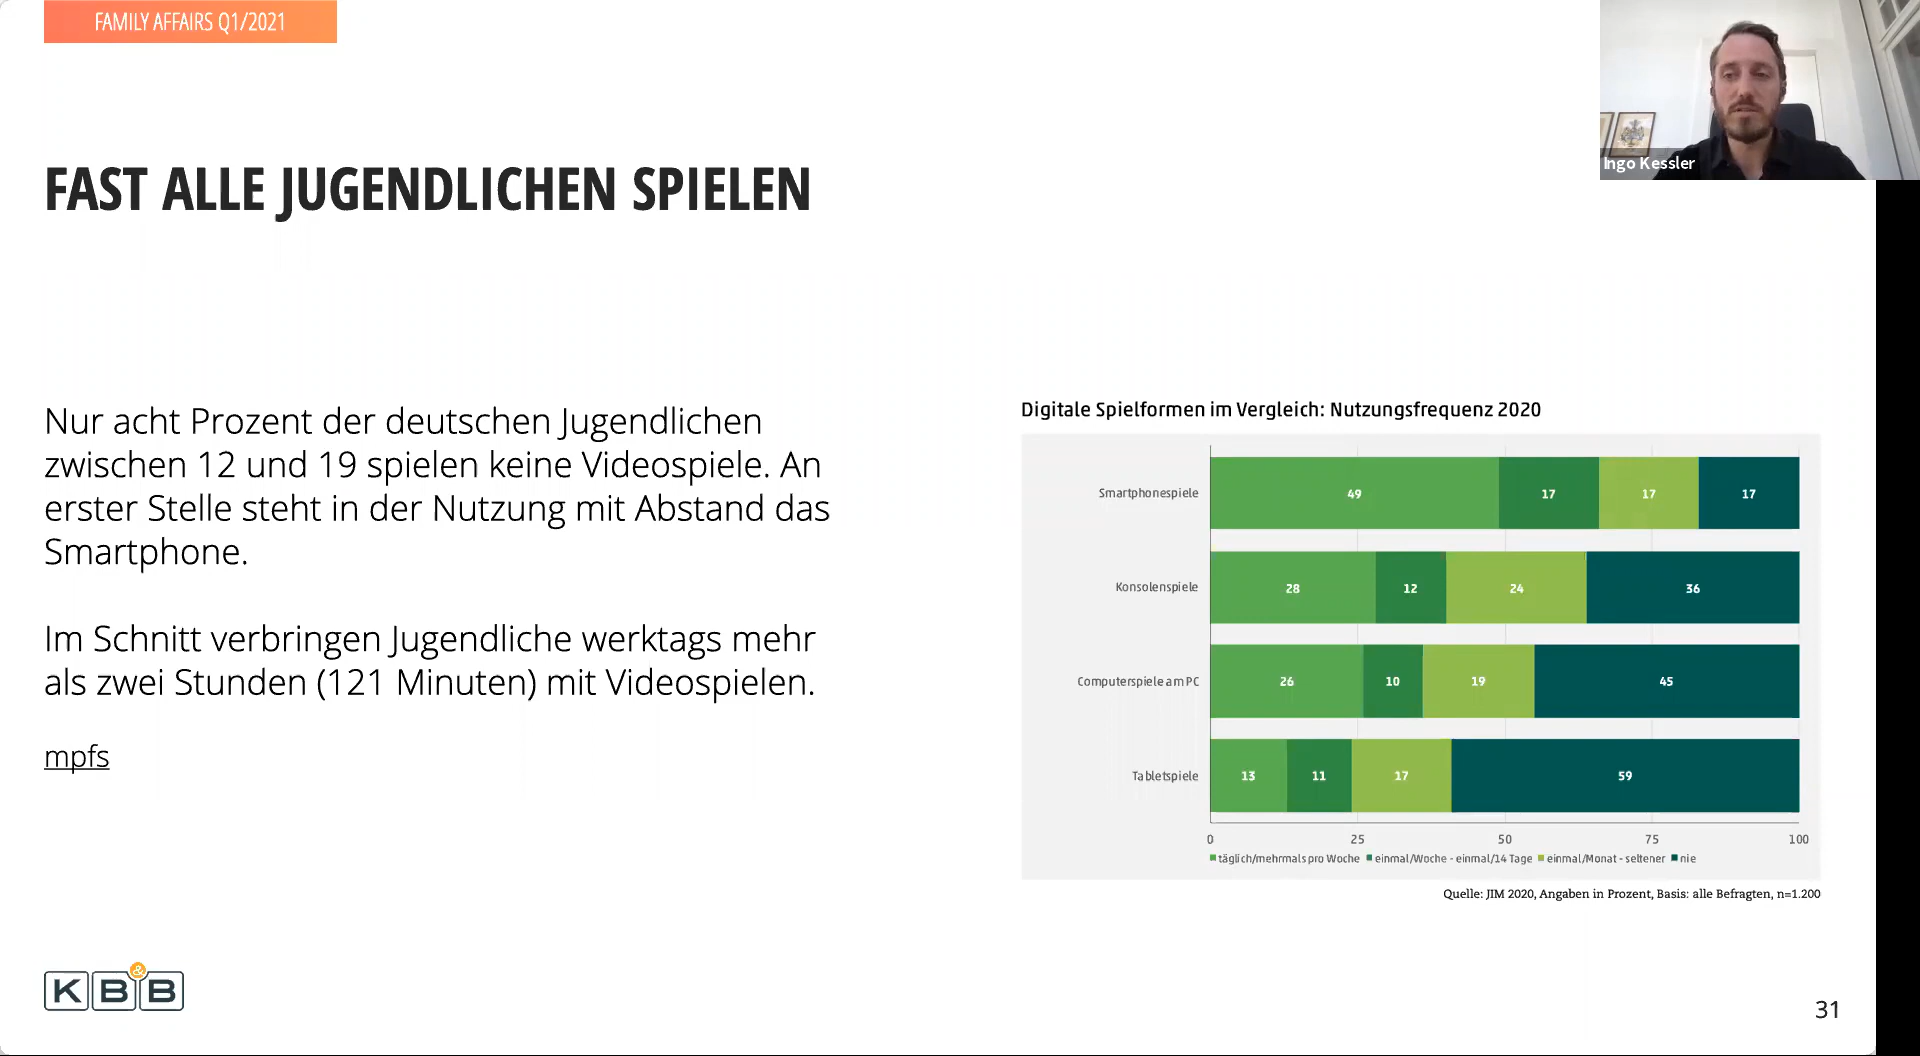 FAMILY AFFAIRS Q1/2021
Ingo Kessler
FAST ALLE JUGENDLICHEN SPIELEN
Nur acht Prozent der deutschen Jugendlichen
zwischen 12 und 19 spielen keine Videospiele. An
erster Stelle steht in der Nutzung mit Abstand das
Smartphone.
Im Schnitt verbringen Jugendliche werktags mehr
als zwei Stunden (121 Minuten) mit Videospielen.
mpfs
Digitale Spielformen im Vergleich: Nutzungsfrequenz 2020
Smartphonespiele 49 17 17 17
Konsolenspiele 28 12 24 36
Computerspiele am PC 26 10 19 45
Tabletspiele 13 11 17 59
0 25 50 75 100
täglich/mehrmals pro Woche einmal/Woche - einmal/14 Tage einmal/Monat - seltener nie
Quelle: JIM 2020, Angaben in Prozent, Basis: alle Befragten, n=1.200
KB&B
31